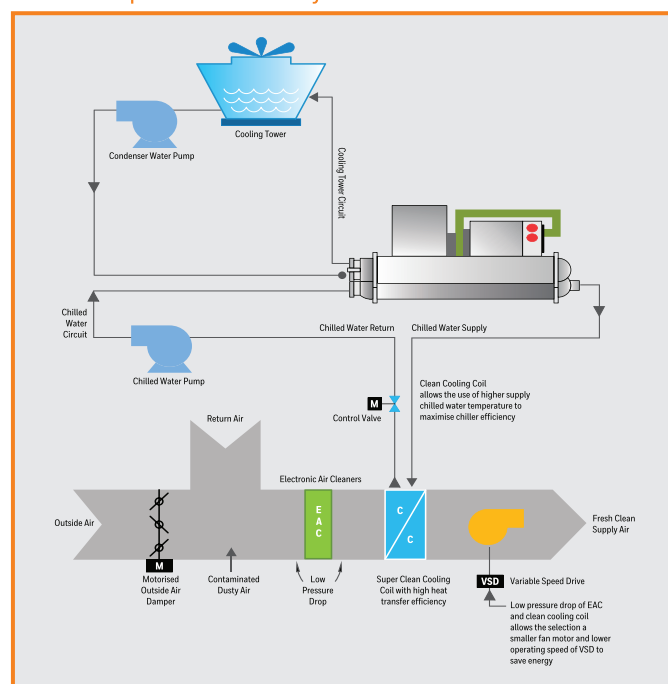 Cooling Tower
Condenser Water Pump
Cooling Tower Circuit
Chilled
Water
Circuit
Chilled Water Return
Chilled Water Supply
Chilled Water Pump
Clean Cooling Coil
allows the use of higher supply
chilled water temperature to
maximise chiller efficiency
M
Control Valve
Return Air
Electronic Air Cleaners
Outside Air
E
A
C
C
C
Fresh Clean
Supply Air
M
Motorised
Outside Air
Damper
Contaminated
Dusty Air
Low
Pressure
Drop
Super Clean Cooling
Coil with high heat
transfer efficiency
VSD
Variable Speed Drive
Low pressure drop of EAC
and clean cooling coil
allows the selection a
smaller fan motor and lower
operating speed of VSD to
save energy